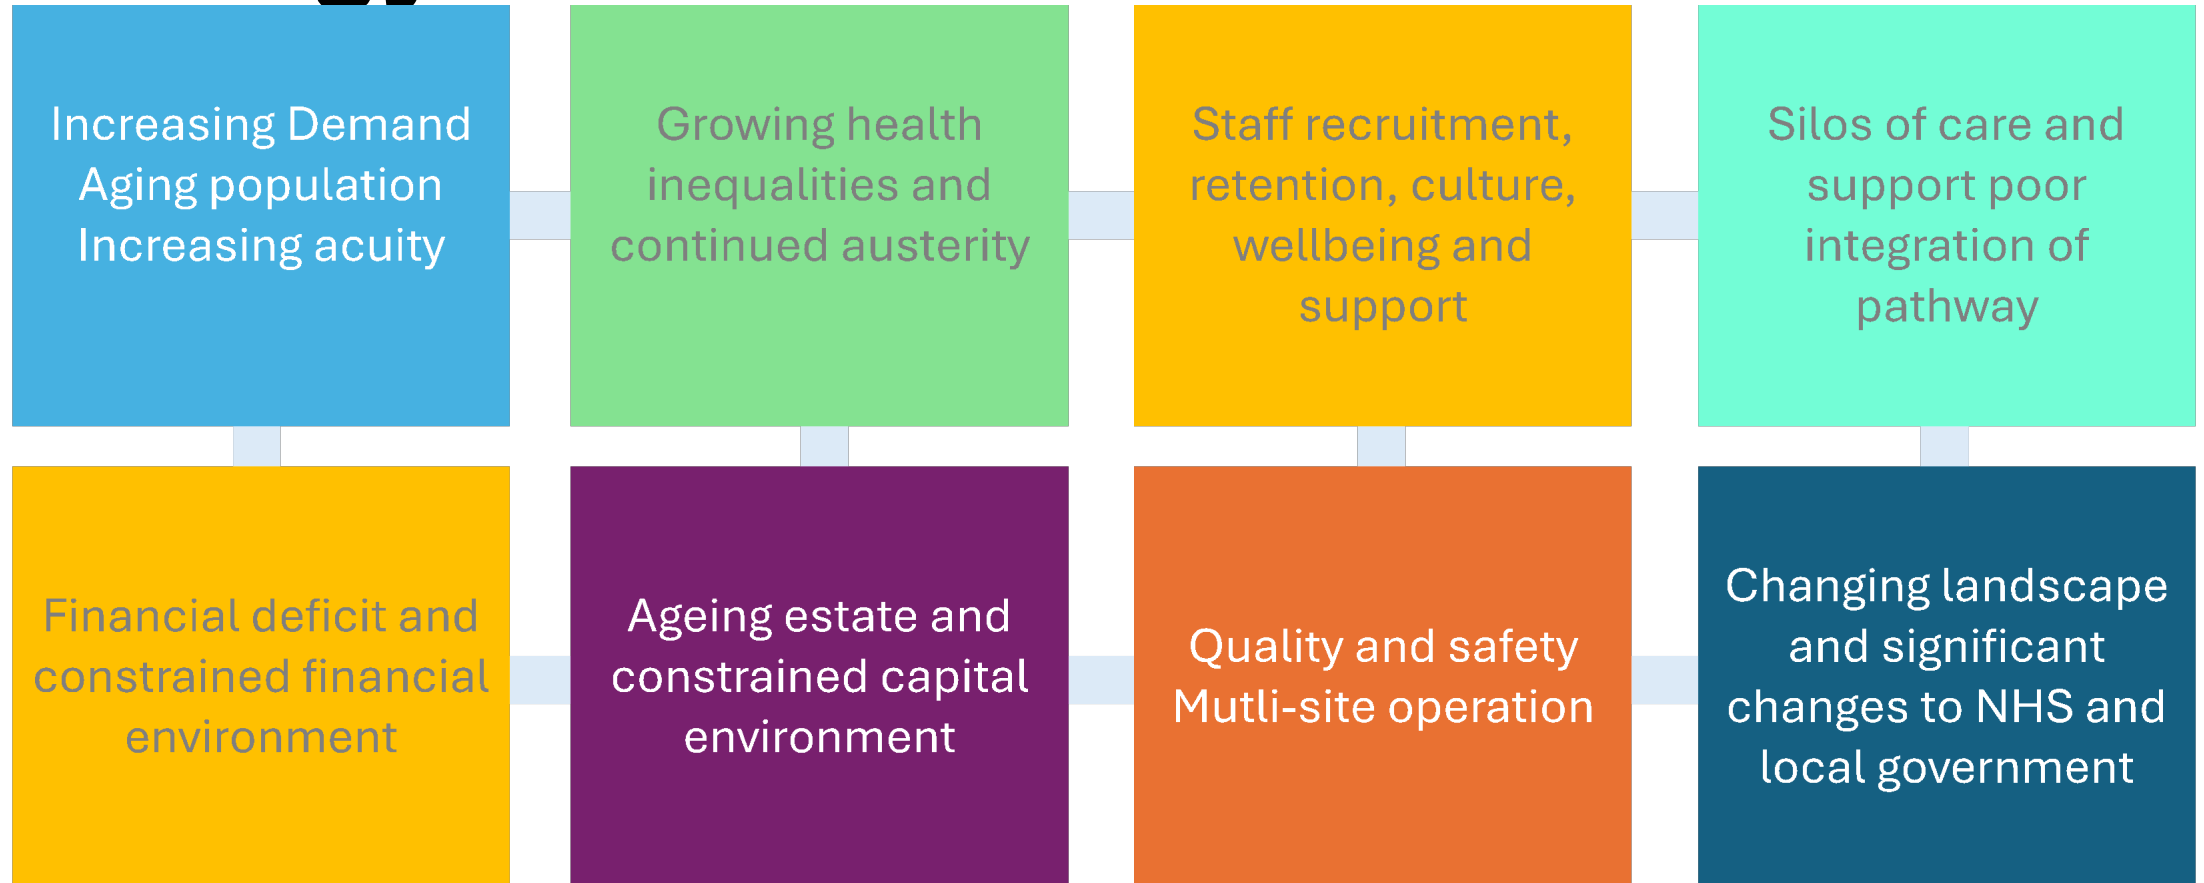 Increasing Demand
Aging population
Increasing acuity
Growing health
inequalities and
continued austerity
Staff recruitment,
retention, culture,
wellbeing and
support
Silos of care and
support poor
integration of
pathway
Financial deficit and
constrained financial
environment
Ageing estate and
constrained capital
environment
Quality and safety
Mutli-site operation
Changing landscape
and significant
changes to NHS and
local government